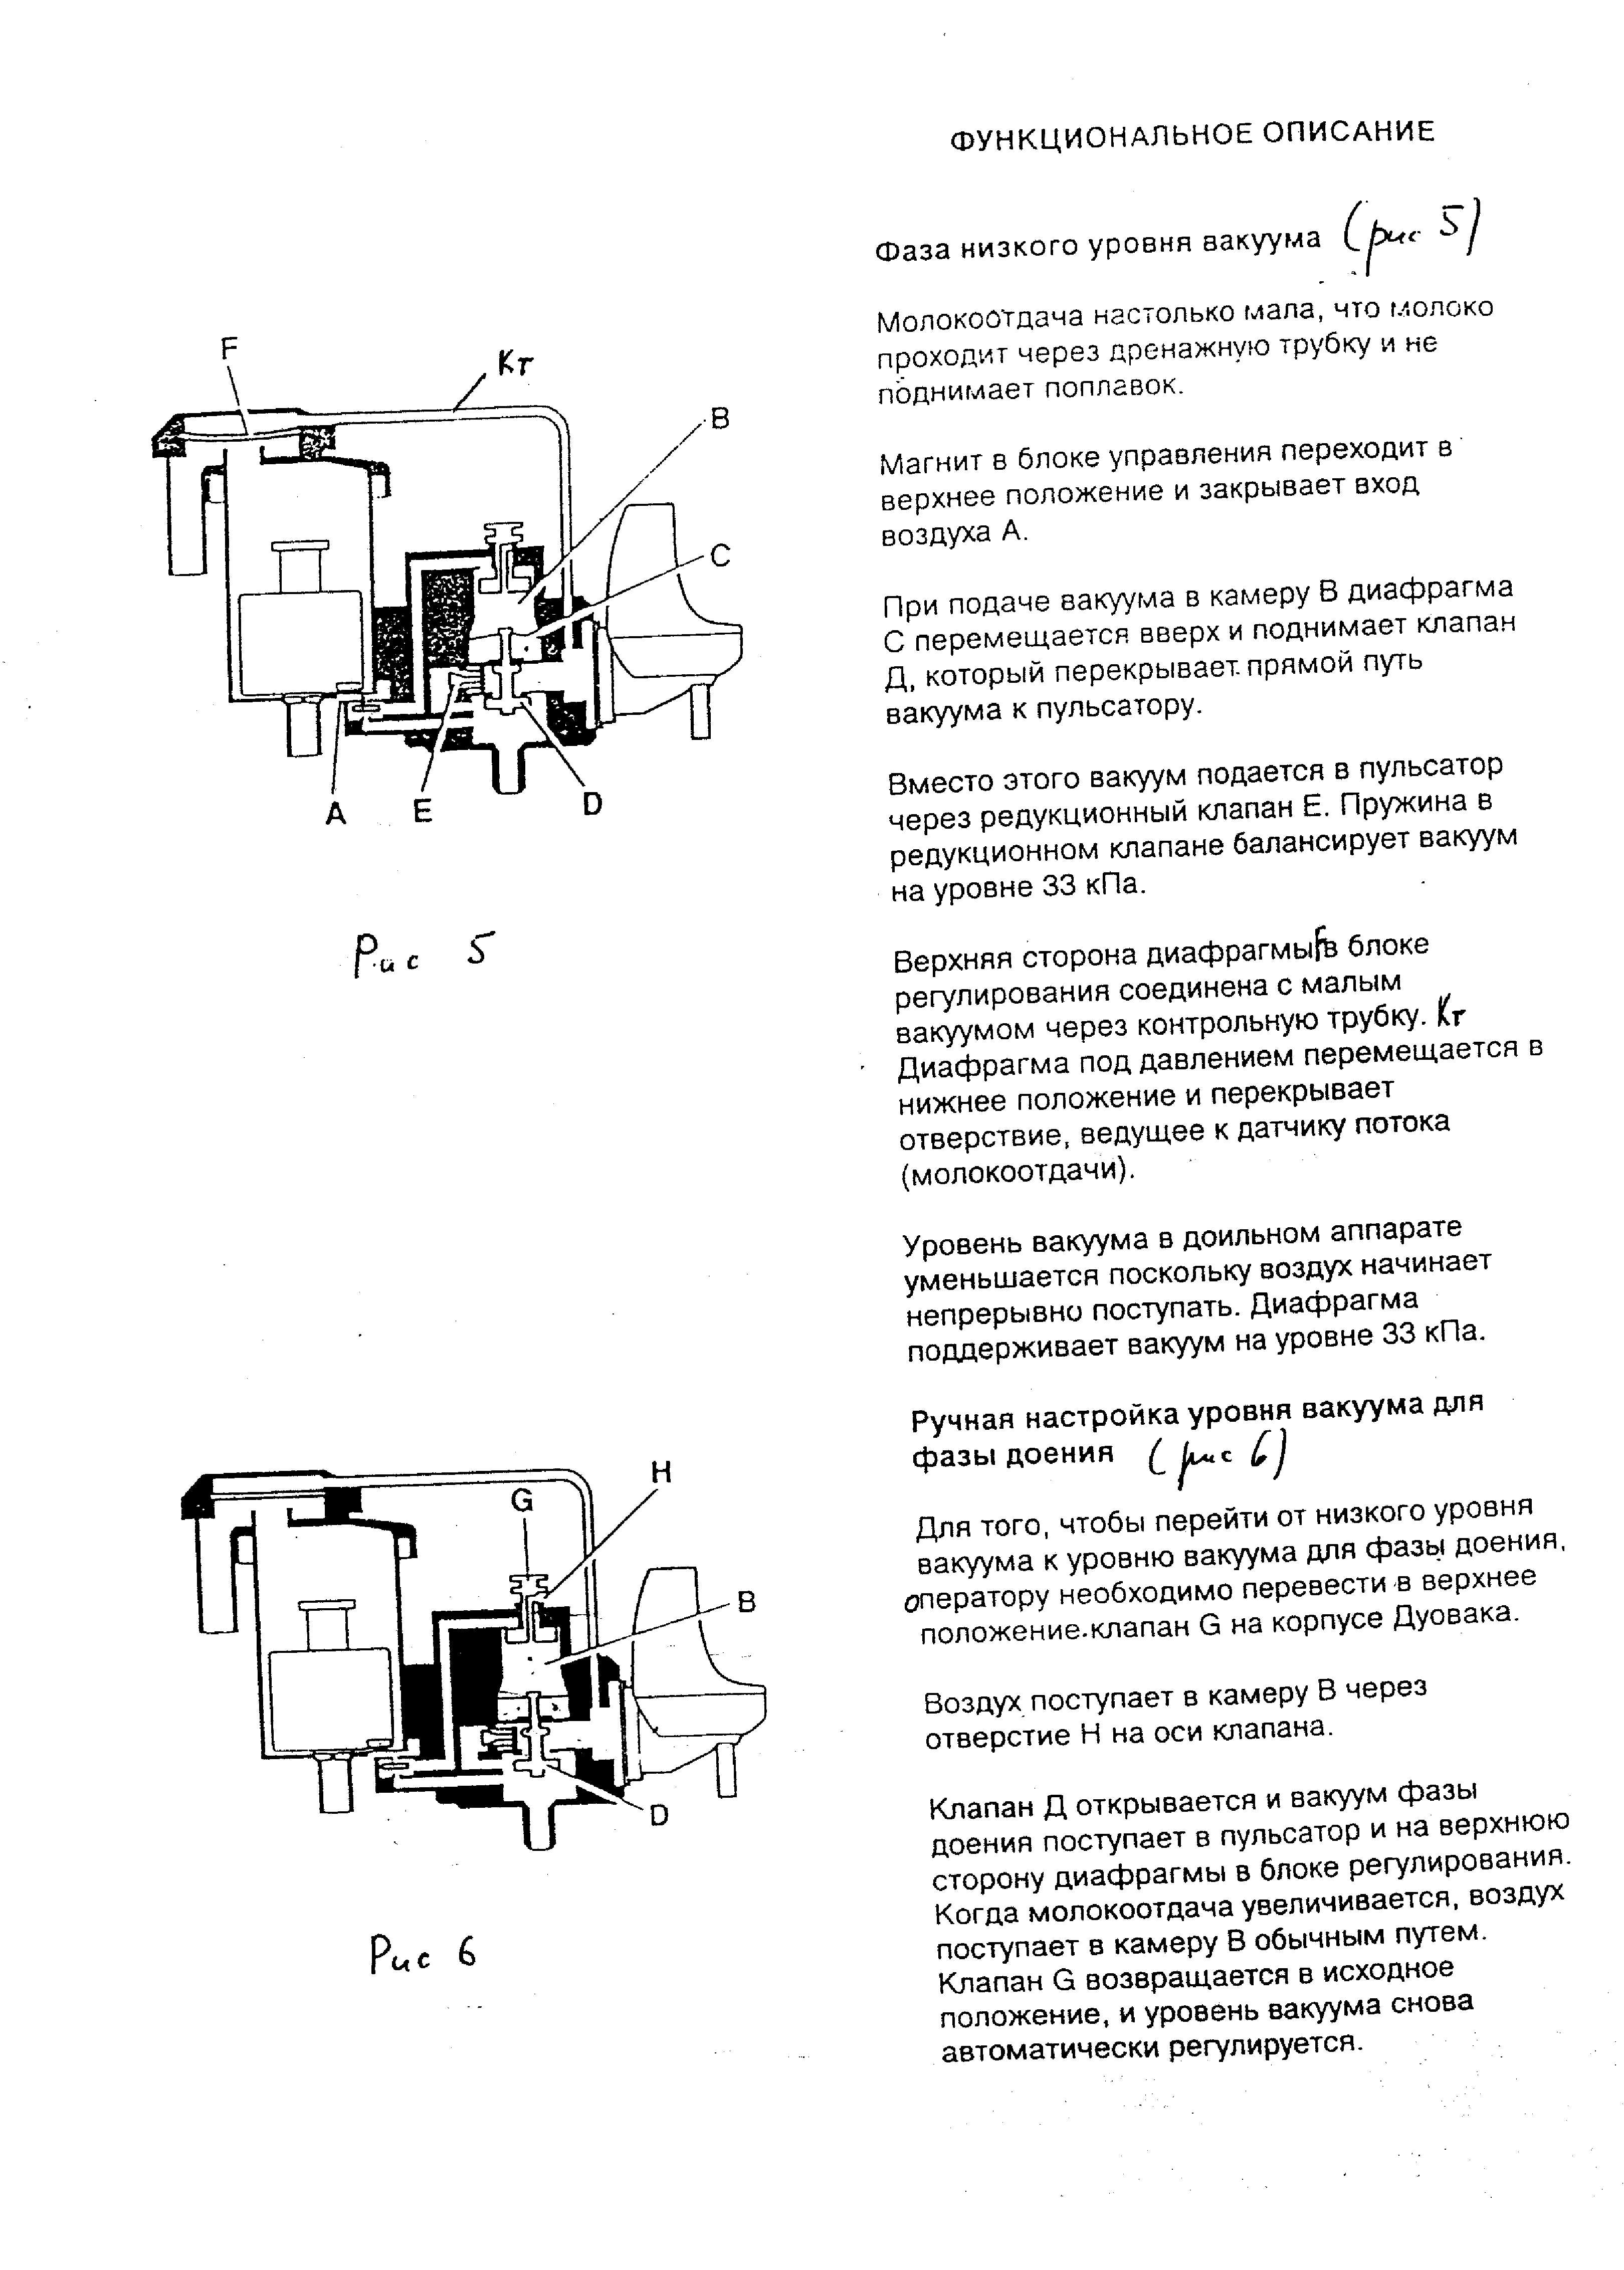 ФУНКЦИОНАЛЬНОЕ ОПИСАНИЕ
Фаза низкого уровня вакуума (рис 5)
Молокоотдача настолько мала, что молоко
проходит через дренажную трубку и не
поднимает поплавок.
Магнит в блоке управления переходит в
верхнее положение и закрывает вход
воздуха А.
При подаче вакуума в камеру В диафрагма
С перемещается вверх и поднимает клапан
Д, который перекрывает прямой путь
вакуума к пульсатору.
Вместо этого вакуум подается в пульсатор
через редукционный клапан Е. Пружина в
редукционном клапане балансирует вакуум
на уровне 33 кПа.
Верхняя сторона диафрагмы F в блоке
регулирования соединена с малым
вакуумом через контрольную трубку. Кт
Диафрагма под давлением перемещается в
нижнее положение и перекрывает
отверствие, ведущее к датчику потока
(молокоотдачи).
Уровень вакуума в доильном аппарате
уменьшается поскольку воздух начинает
непрерывно поступать. Диафрагма
поддерживает вакуум на уровне 33 кПа.
F
Кт
B
C
A
E
D
Рис 5
Ручная настройка уровня вакуума для
фазы доения (рис 6)
Для того, чтобы перейти от низкого уровня
вакуума к уровню вакуума для фазы доения,
оператору необходимо перевести в верхнее
положение клапан G на корпусе Дуовака.
Воздух поступает в камеру В через
отверстие Н на оси клапана.
Клапан Д открывается и вакуум фазы
доения поступает в пульсатор и на верхнюю
сторону диафрагмы в блоке регулирования.
Когда молокоотдача увеличивается, воздух
поступает в камеру В обычным путем.
Клапан G возвращается в исходное
положение, и уровень вакуума снова
автоматически регулируется.
G
H
B
D
Рис 6